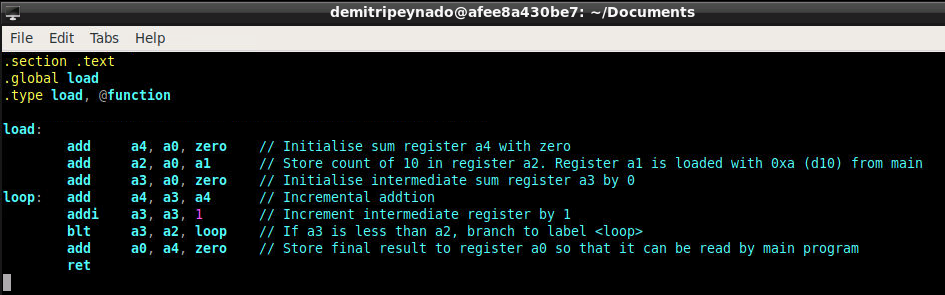 demitripeynado@afee8a430be7: ~/Documents
File Edit Tabs Help
.section .text
.global load
.type load, @function
load:
add a4, a0, zero // Initialise sum register a4 with zero
add a2, a0, a1 // Store count of 10 in register a2. Register a1 is loaded with 0xa (d10) from main
add a3, a0, zero // Initialise intermediate sum register a3 by 0
loop: add a4, a3, a4 // Incremental addtion
addi a3, a3, 1 // Increment intermediate register by 1
blt a3, a2, loop // If a3 is less than a2, branch to label <loop>
add a0, a4, zero // Store final result to register a0 so that it can be read by main program
ret